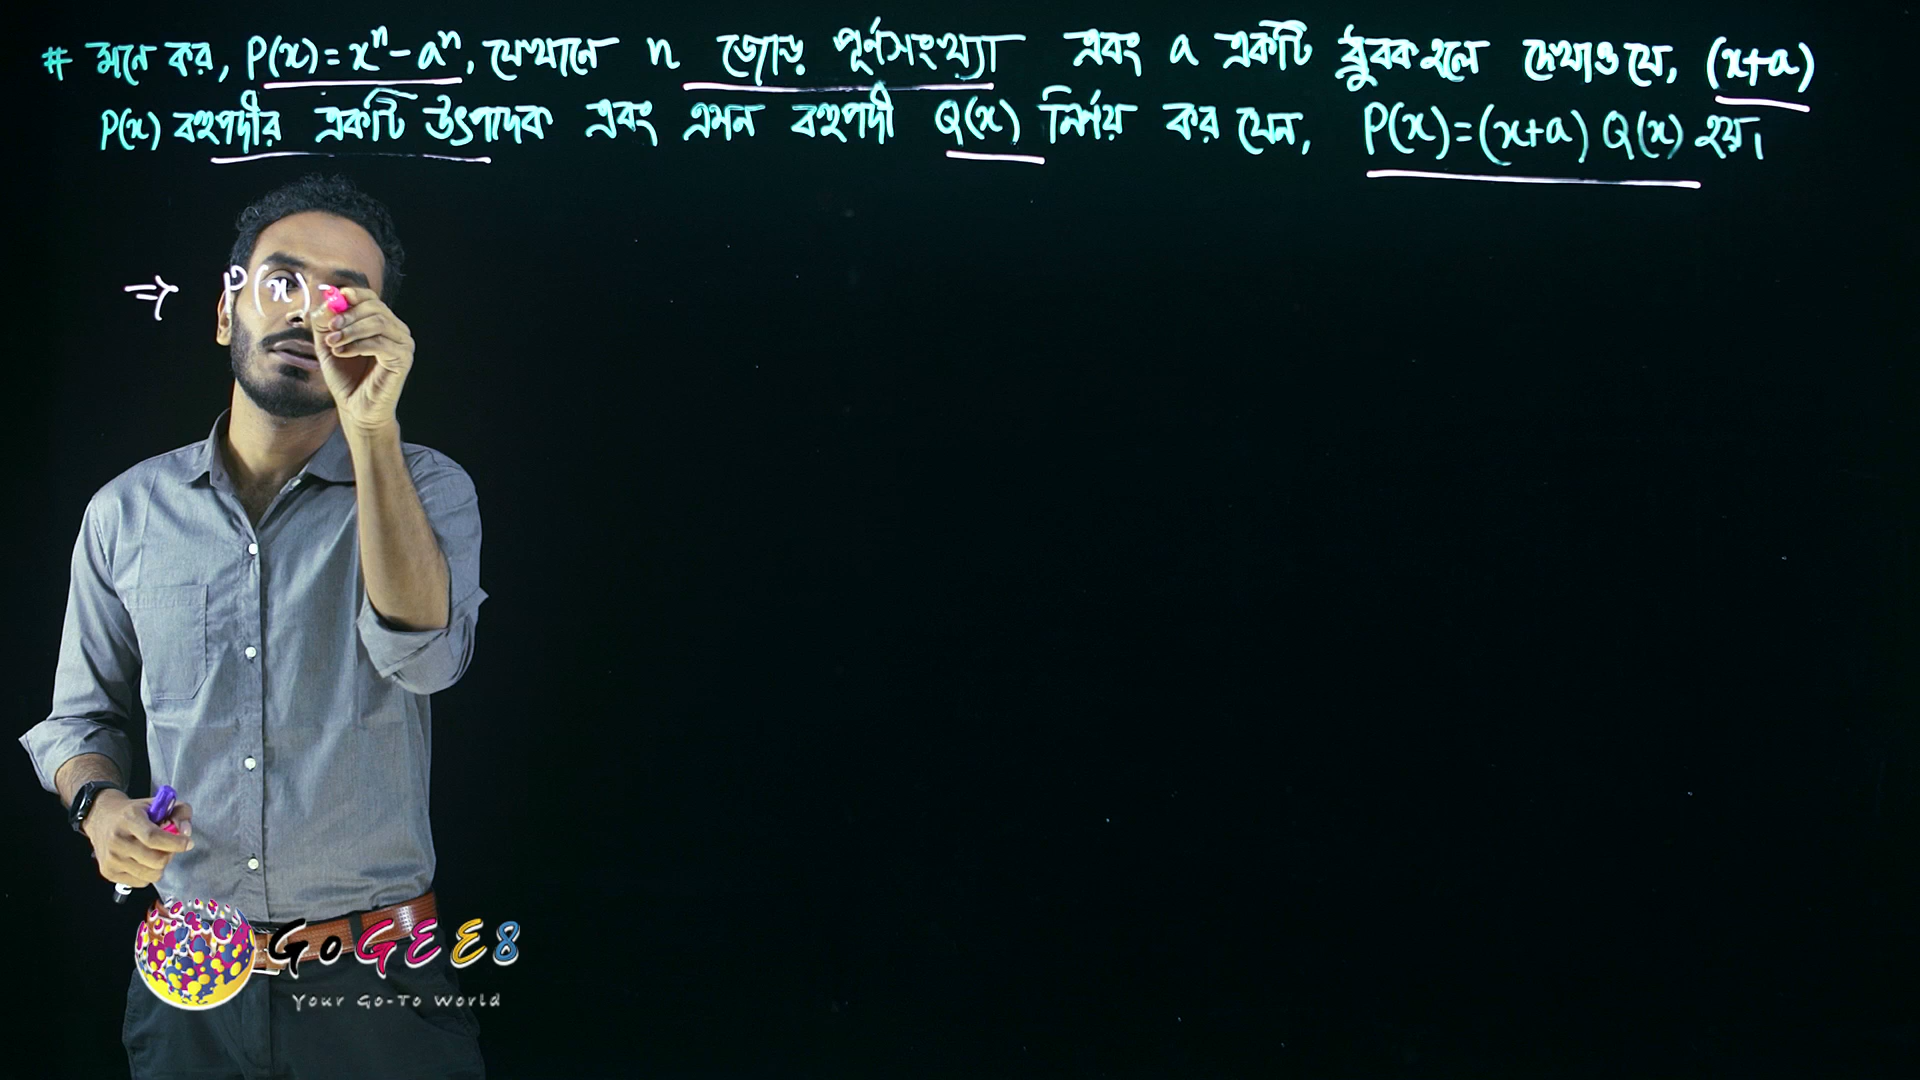 # মনে কর, P(x) = xⁿ - aⁿ, যেখানে n জোড় পূর্নসংখ্যা এবং a একটি ধ্রুবক হলে দেখাও যে, (x+a)
P(x) বহুপদীর একটি উৎপাদক এবং এমন বহুপদী Q(x) নির্ণয় কর যেন, P(x) = (x+a) Q(x) হয়।
⇒ P(x) =
GoGEE8
Your Go-To World